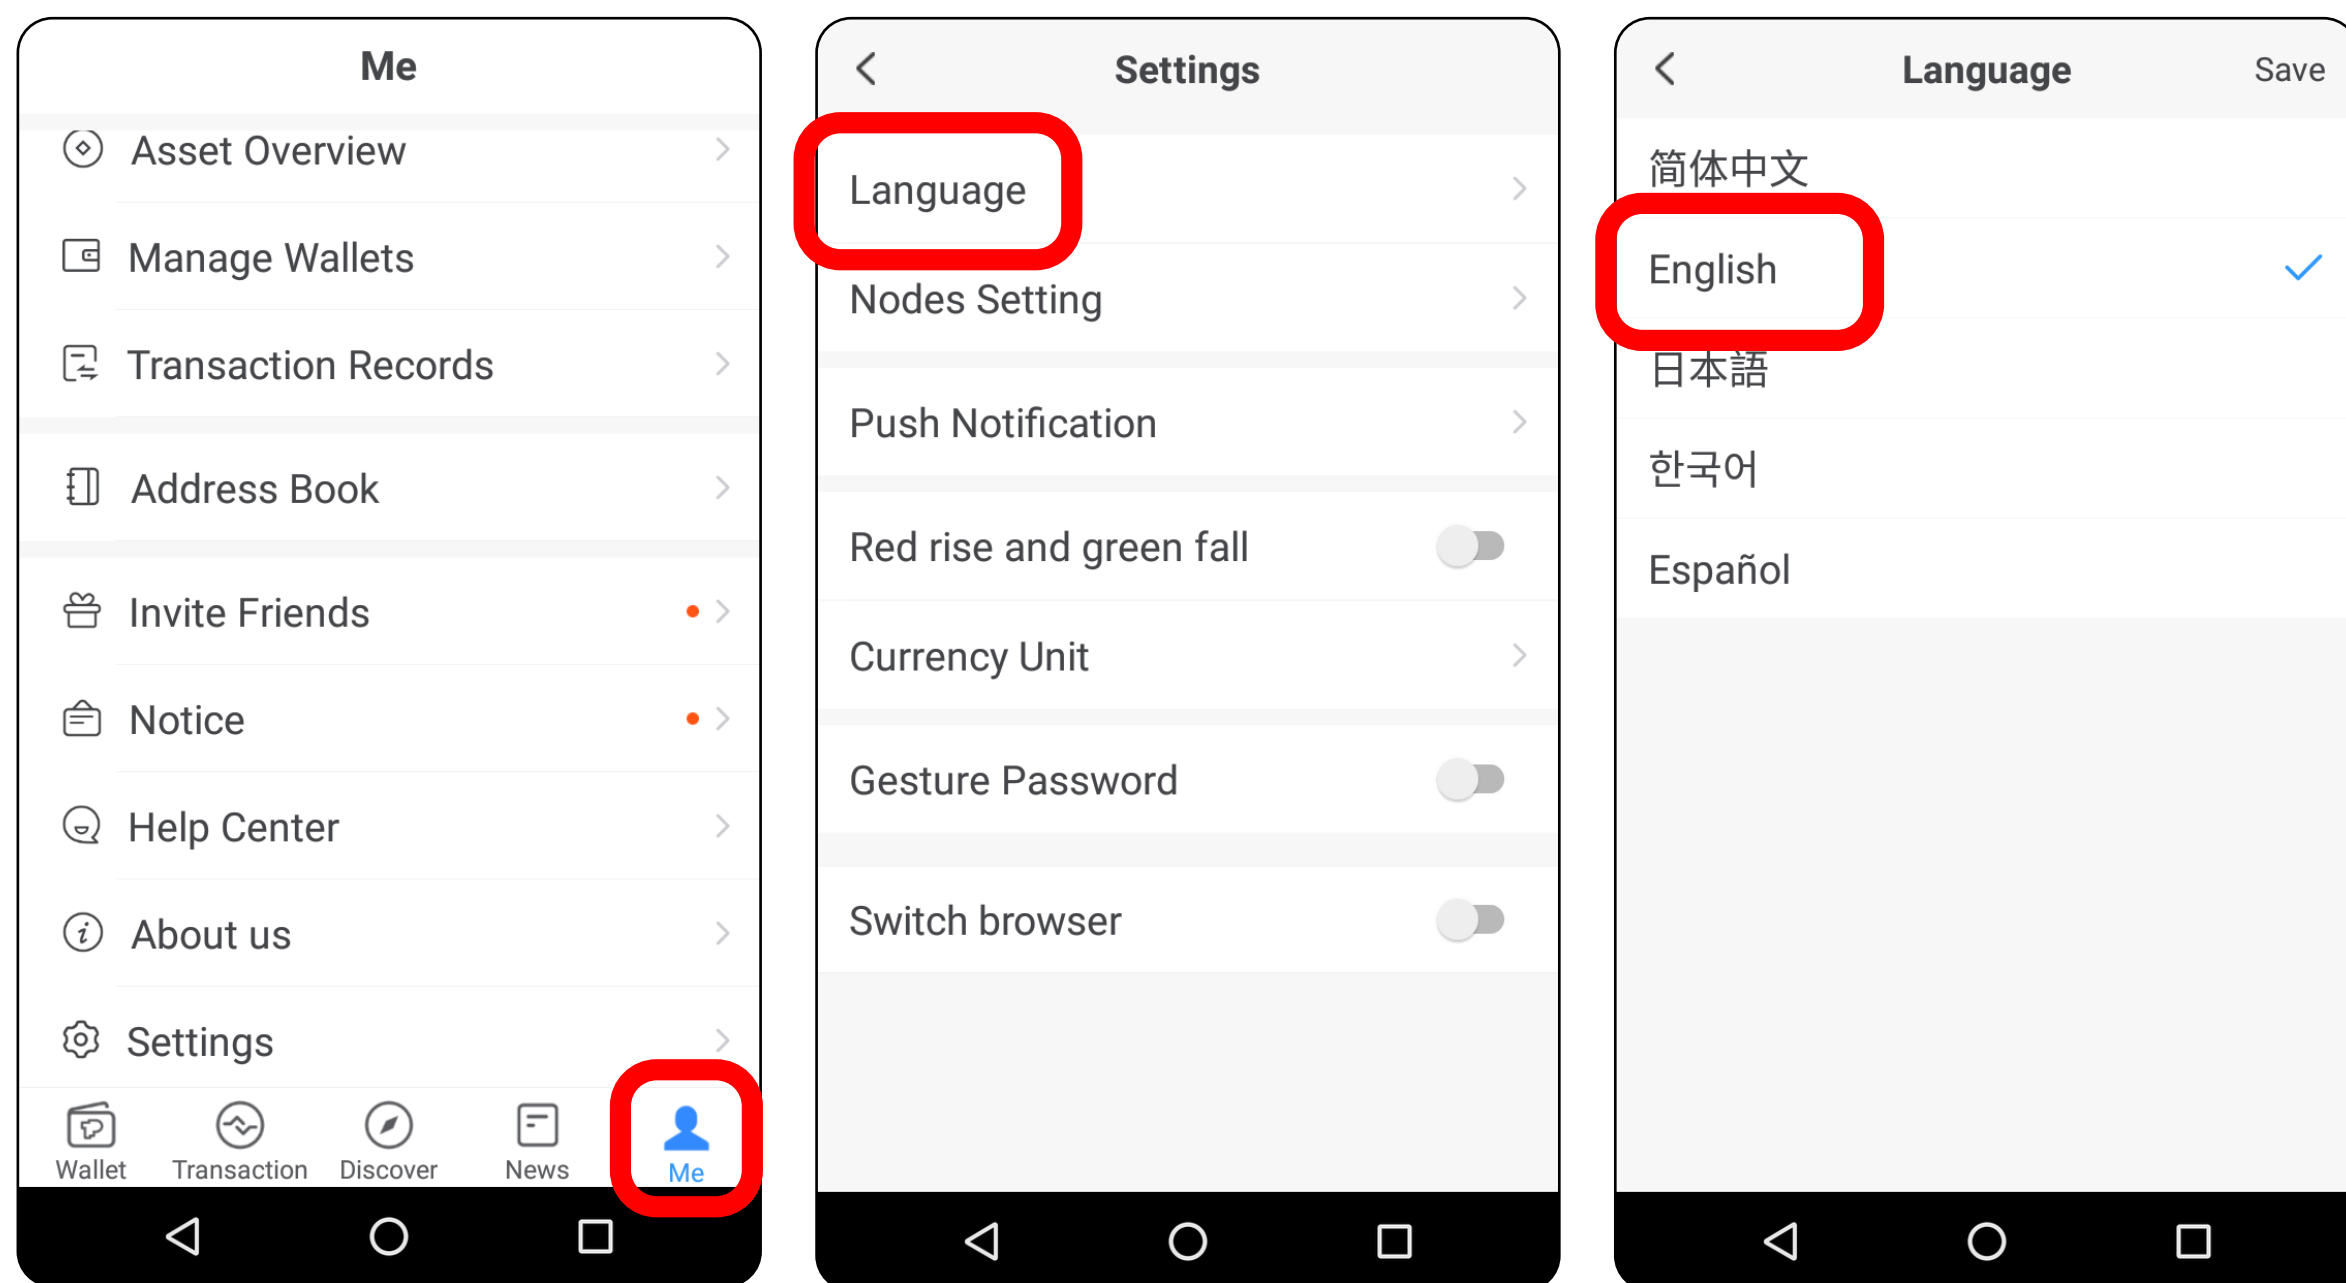 Me
Asset Overview
Manage Wallets
Transaction Records
Address Book
Invite Friends
Notice
Help Center
About us
Settings
Wallet
Transaction
Discover
News
Me
Settings
Language
Nodes Setting
Push Notification
Red rise and green fall
Currency Unit
Gesture Password
Switch browser
Language
Save
简体中文
English
日本語
한국어
Español